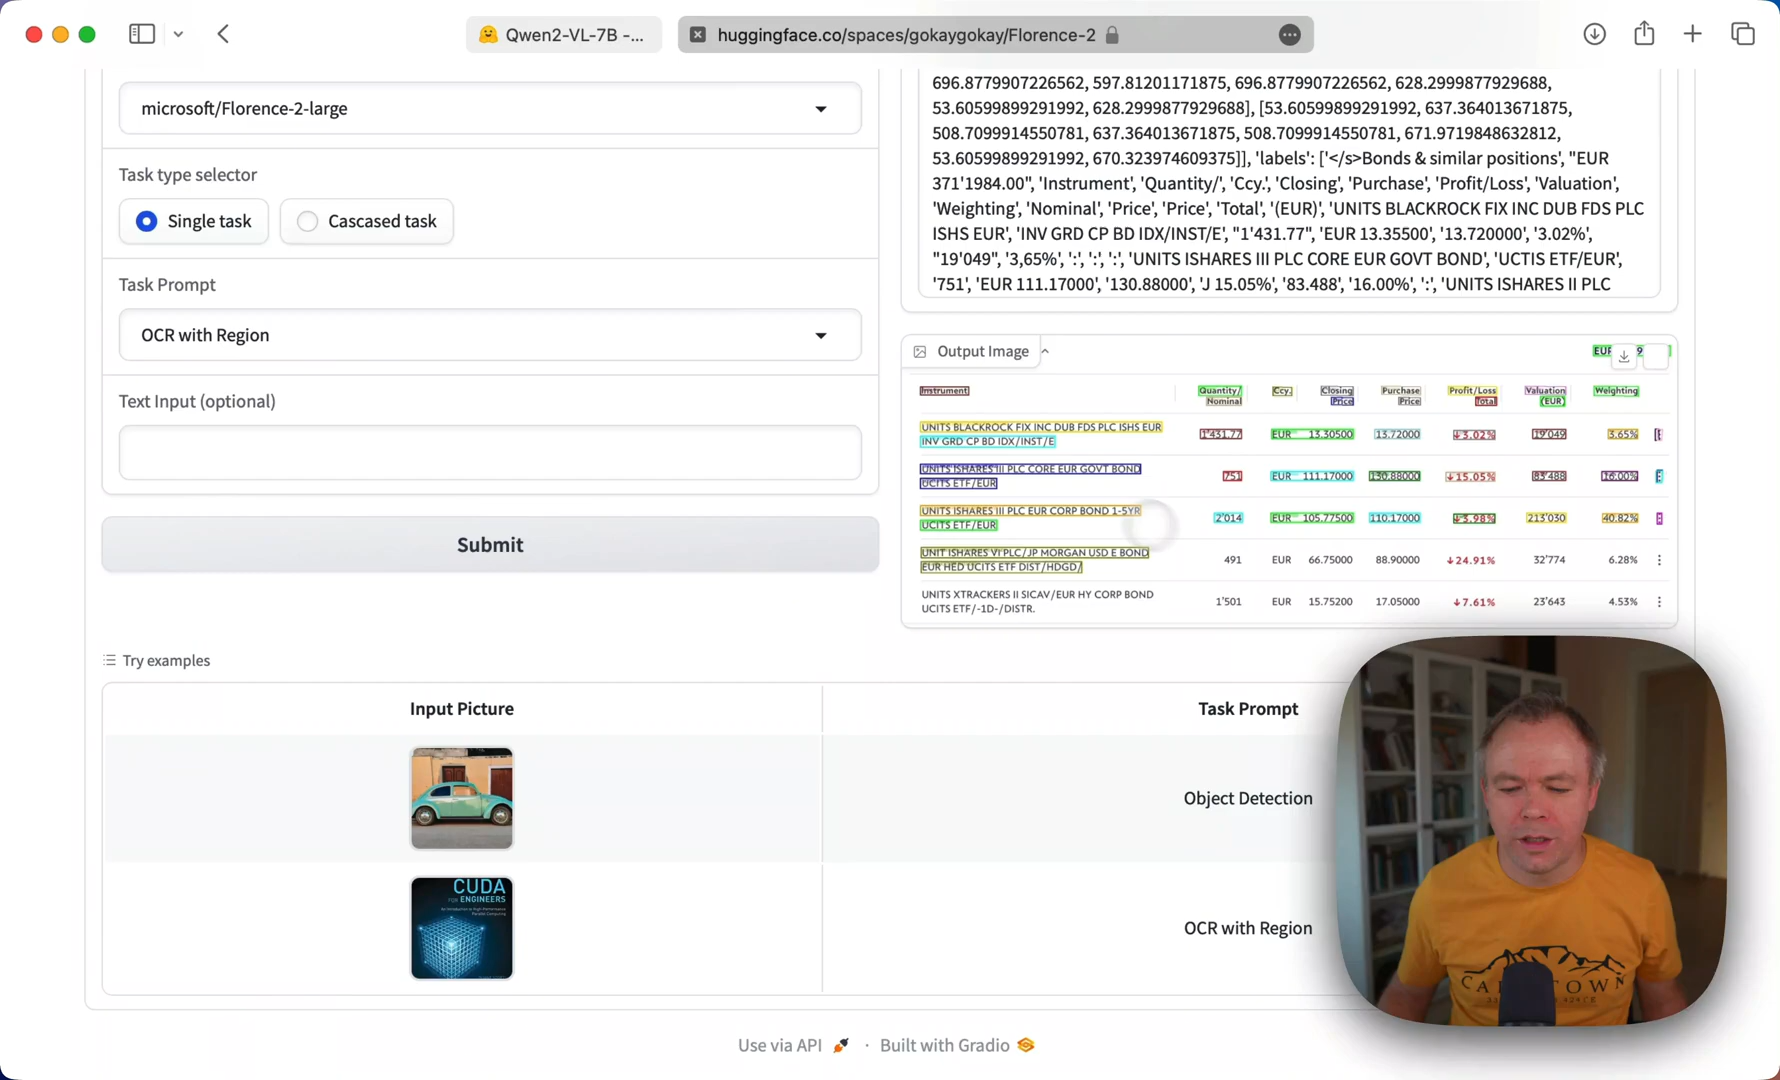 Qwen2-VL-7B -...
huggingface.co/spaces/gokaygokay/Florence-2
microsoft/Florence-2-large
Task type selector
Single task
Cascased task
Task Prompt
OCR with Region
Text Input (optional)
Submit
696.8779907226562, 597.81201171875, 696.8779907226562, 628.2999877929688,
53.60599899291992, 628.2999877929688], [53.60599899291992, 637.364013671875,
508.7099914550781, 637.364013671875, 508.7099914550781, 671.9719848632812,
53.60599899291992, 670.323974609375]], 'labels': ['</s>Bonds & similar positions', "EUR
371'1984.00", 'Instrument', 'Quantity/', 'Ccy.', 'Closing', 'Purchase', 'Profit/Loss', 'Valuation',
'Weighting', 'Nominal', 'Price', 'Price', 'Total', '(EUR)', 'UNITS BLACKROCK FIX INC DUB FDS PLC
ISHS EUR', 'INV GRD CP BD IDX/INST/E', "1'431.77", 'EUR 13.35500', '13.720000', '3.02%',
"19'049", '3,65%', ':', ':', ':', 'UNITS ISHARES III PLC CORE EUR GOVT BOND', 'UCTIS ETF/EUR',
'751', 'EUR 111.17000', '130.88000', 'J 15.05%', '83.488', '16.00%', ':', 'UNITS ISHARES II PLC
Output Image
EUR
Instrument Quantity/ Ccy. Closing Purchase Profit/Loss Valuation Weighting
Nominal Price Price Total (EUR)
UNITS BLACKROCK FIX INC DUB FDS PLC ISHS EUR
INV GRD CP BD IDX/INST/E 1'431.77 EUR 13.30500 13.72000 ↓3.02% 19'049 3.65%
UNITS ISHARES III PLC CORE EUR GOVT BOND
UCITS ETF/EUR 751 EUR 111.17000 130.88000 ↓15.05% 83'488 16.00%
UNITS ISHARES III PLC EUR CORP BOND 1-5YR
UCITS ETF/EUR 2'014 EUR 105.77500 110.17000 ↓3.98% 213'030 40.82%
UNIT ISHARES VI PLC/JP MORGAN USD E BOND
EUR HED UCITS ETF DIST/HDGD/ 491 EUR 66.75000 88.90000 ↓24.91% 32'774 6.28%
UNITS XTRACKERS II SICAV/EUR HY CORP BOND
UCITS ETF/-1D-/DISTR. 1'501 EUR 15.75200 17.05000 ↓7.61% 23'643 4.53%
Try examples
Input Picture
Task Prompt
Object Detection
CUDA
FOR ENGINEERS
OCR with Region
Use via API
· Built with Gradio